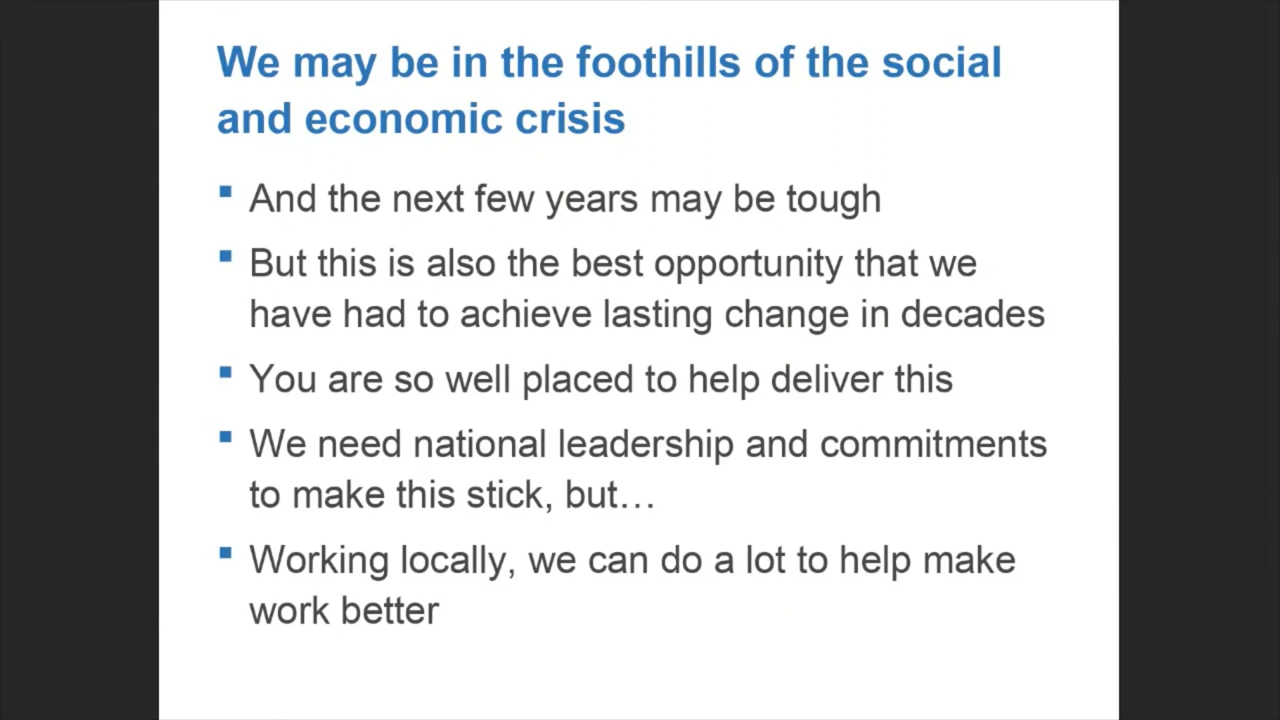 We may be in the foothills of the social
and economic crisis
And the next few years may be tough
But this is also the best opportunity that we
have had to achieve lasting change in decades
You are so well placed to help deliver this
We need national leadership and commitments
to make this stick, but…
Working locally, we can do a lot to help make
work better